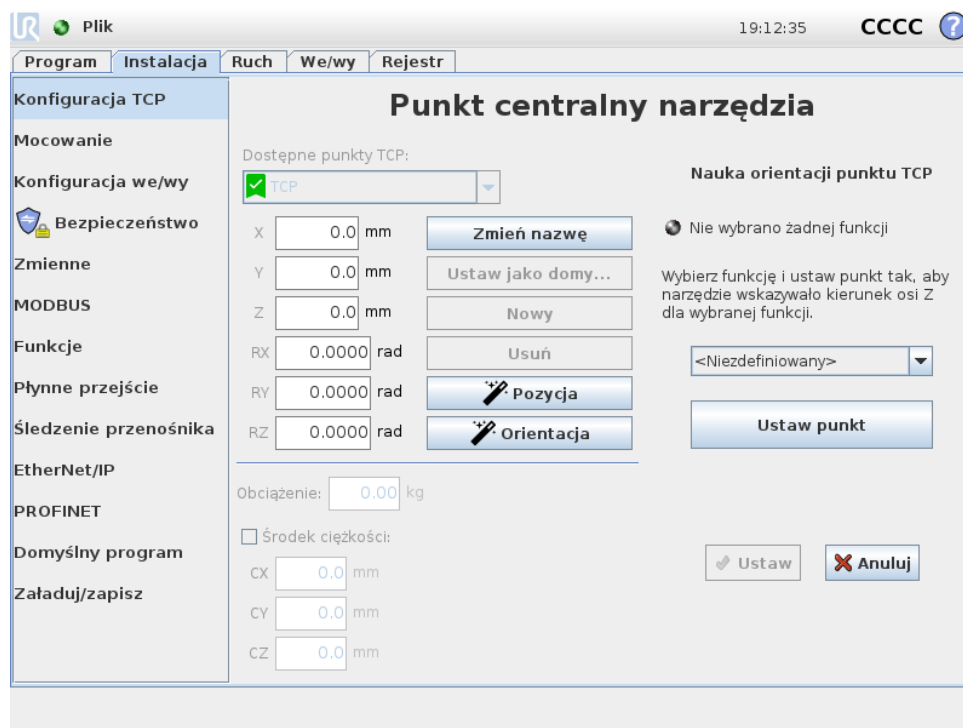 UR Plik 19:12:35 CCCC ?
Program Instalacja Ruch We/wy Rejestr
Konfiguracja TCP
Mocowanie
Konfiguracja we/wy
Bezpieczeństwo
Zmienne
MODBUS
Funkcje
Płynne przejście
Śledzenie przenośnika
EtherNet/IP
PROFINET
Domyślny program
Załaduj/zapisz
Punkt centralny narzędzia
Dostępne punkty TCP:
TCP
X 0.0 mm Zmień nazwę
Y 0.0 mm Ustaw jako domy...
Z 0.0 mm Nowy
RX 0.0000 rad Usuń
RY 0.0000 rad Pozycja
RZ 0.0000 rad Orientacja
Obciążenie: 0.00 kg
Środek ciężkości:
CX 0.0 mm
CY 0.0 mm
CZ 0.0 mm
Nauka orientacji punktu TCP
Nie wybrano żadnej funkcji
Wybierz funkcję i ustaw punkt tak, aby
narzędzie wskazywało kierunek osi Z
dla wybranej funkcji.
<Niezdefiniowany>
Ustaw punkt
Ustaw Anuluj